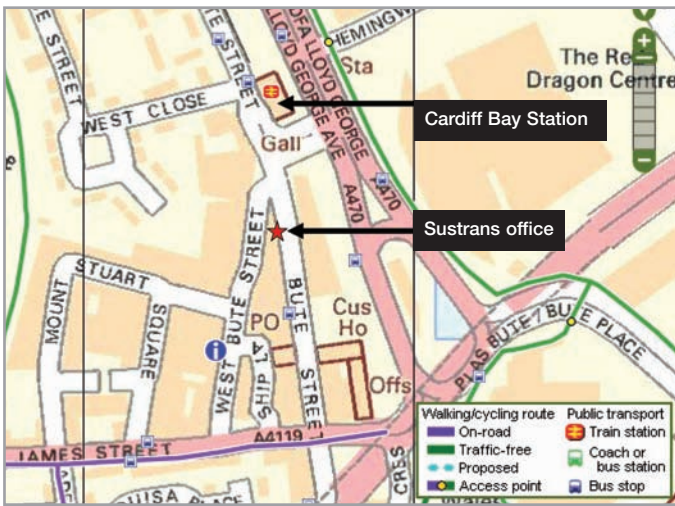 STREET
STREET
WEST CLOSE
LLOYD GEORGE AVE
LLOYD GEORGE
HEMINGW
Sta
The Re
Dragon Centre
Cardiff Bay Station
Gall
A470
A470
Sustrans office
STUART
MOUNT
SQUARE
WEST BUTE STREET
BUTE STREET
PO
Cus
Ho
SHIP LA
Offs
PLAS BUTE / BUTE PLACE
JAMES STREET
A4119
CRES
LOUISA PLACE
Walking/cycling route
On-road
Traffic-free
Proposed
Access point
Public transport
Train station
Coach or
bus station
Bus stop